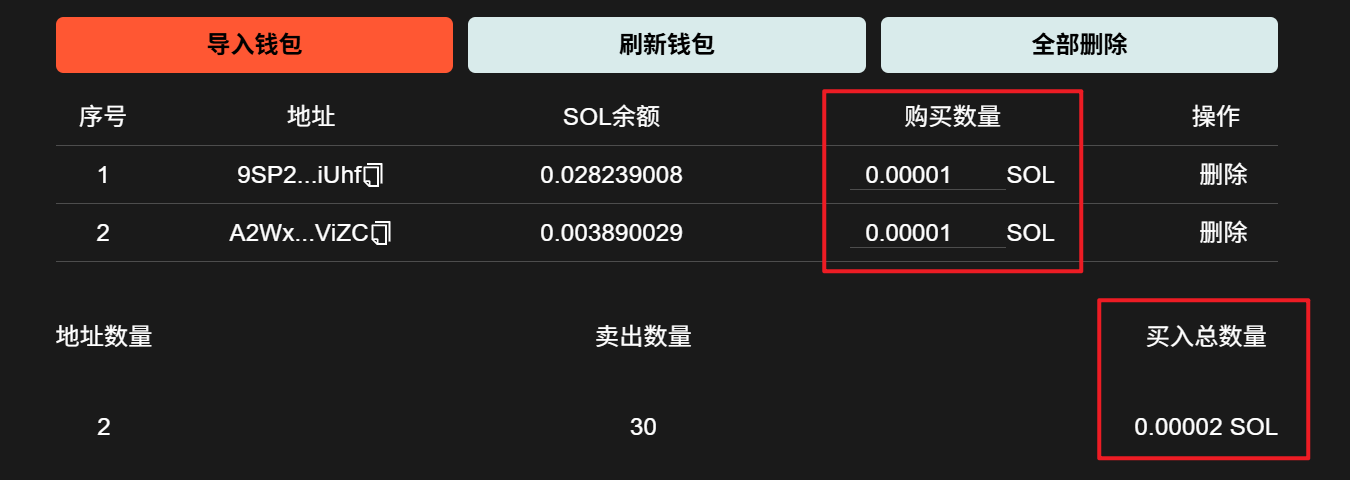 导入钱包 刷新钱包 全部删除
序号 地址 SOL余额 购买数量 操作
1 9SP2...iUhf 0.028239008 0.00001 SOL 删除
2 A2Wx...ViZC 0.003890029 0.00001 SOL 删除
地址数量 卖出数量 买入总数量
2 30 0.00002 SOL